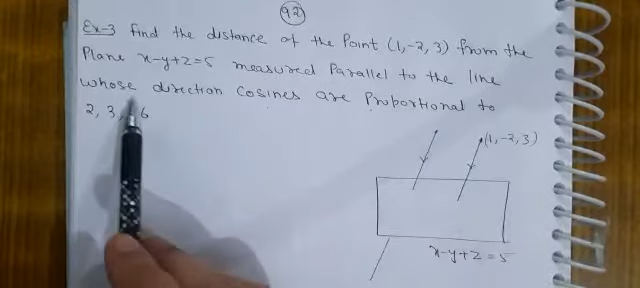 92
Ex-3 Find the distance of the Point (1,-2,3) from the
Plane x-y+z=5 measured Parallel to the line
whose direction cosines are Proportional to
2, 3, 6
(1,-2,3)
x-y+z=5